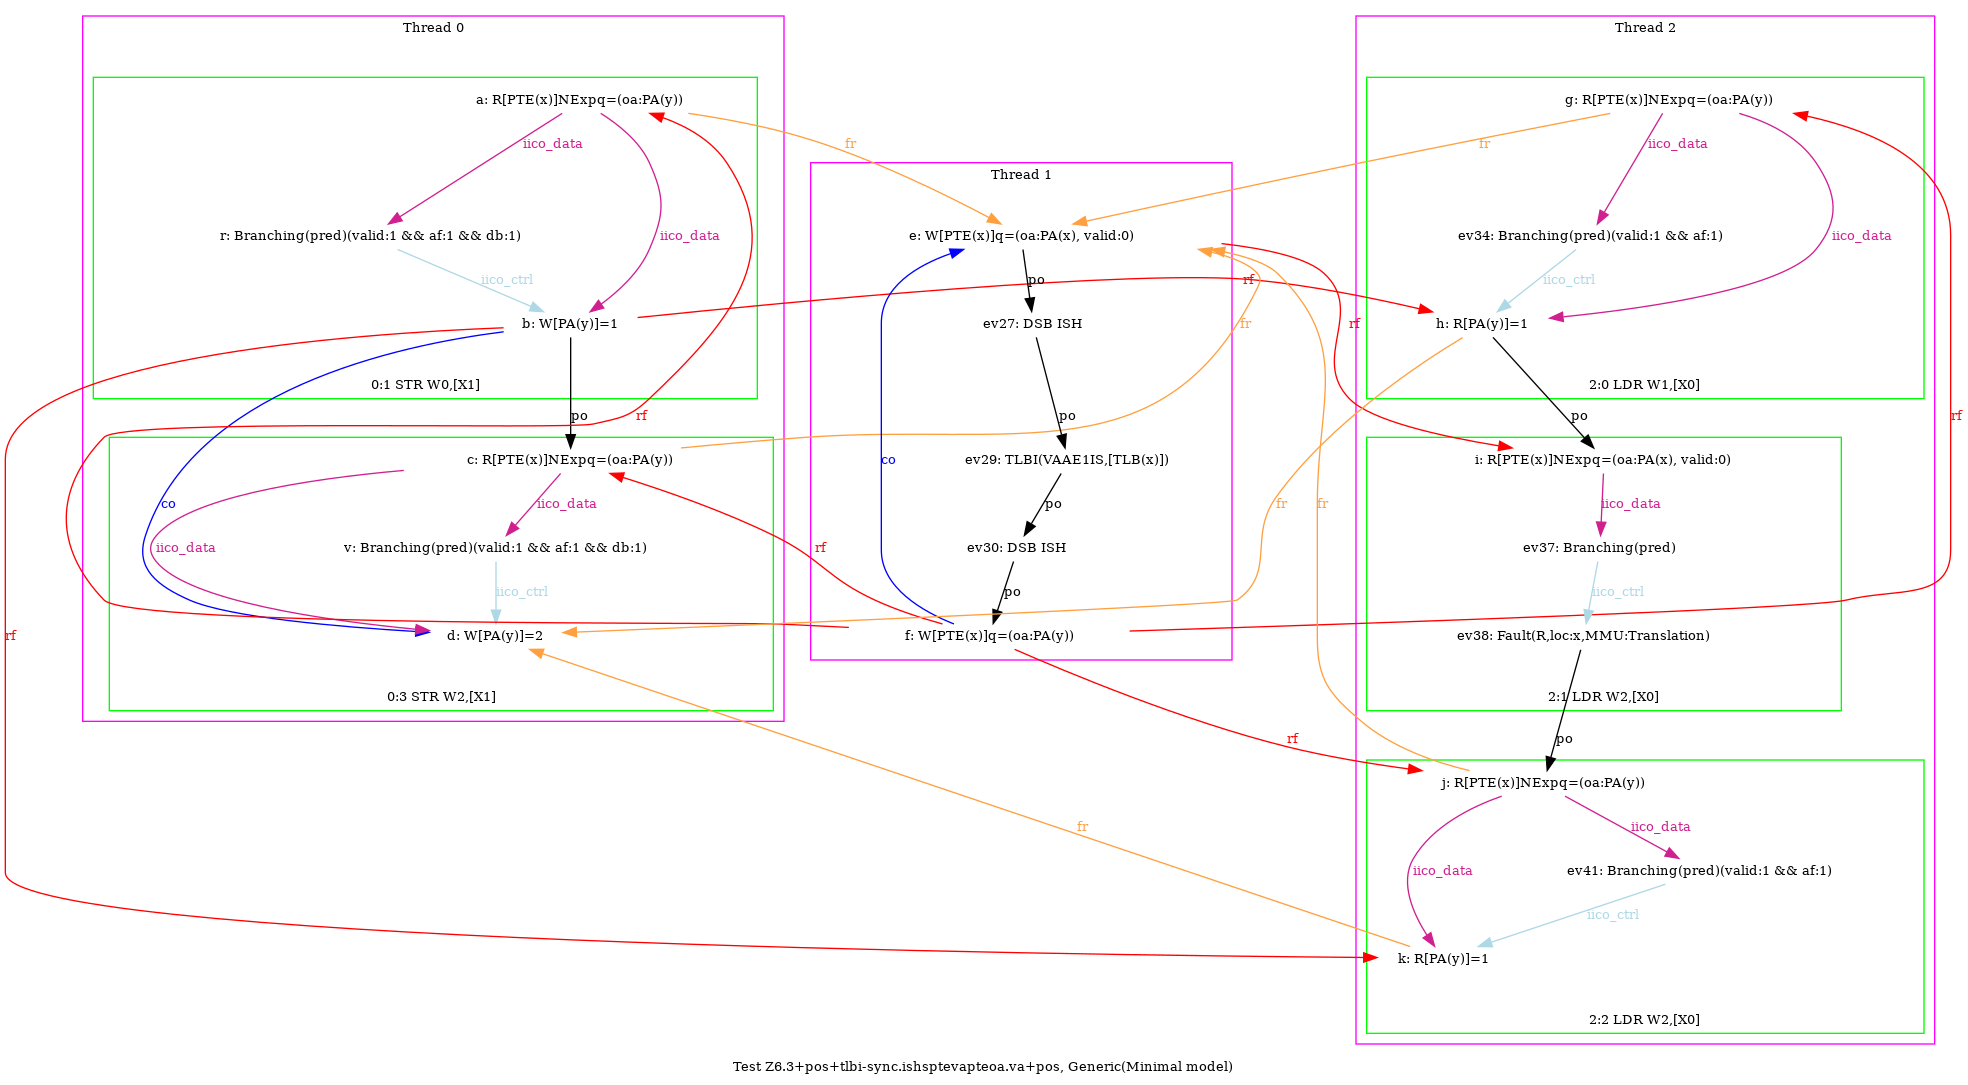 Thread 0
Thread 2
a: R[PTE(x)]NExpq=(oa:PA(y))
g: R[PTE(x)]NExpq=(oa:PA(y))
iico_data
fr
fr
iico_data
Thread 1
r: Branching(pred)(valid:1 && af:1 && db:1)
iico_data
e: W[PTE(x)]q=(oa:PA(x), valid:0)
ev34: Branching(pred)(valid:1 && af:1)
iico_data
iico_ctrl
po
rf
iico_ctrl
b: W[PA(y)]=1
ev27: DSB ISH
fr
rf
h: R[PA(y)]=1
0:1 STR W0,[X1]
2:0 LDR W1,[X0]
po
rf
po
po
rf
c: R[PTE(x)]NExpq=(oa:PA(y))
co
ev29: TLBI(VAAE1IS,[TLB(x)])
i: R[PTE(x)]NExpq=(oa:PA(x), valid:0)
co
iico_data
po
fr
fr
iico_data
iico_data
v: Branching(pred)(valid:1 && af:1 && db:1)
rf
ev30: DSB ISH
ev37: Branching(pred)
iico_ctrl
po
iico_ctrl
rf
d: W[PA(y)]=2
f: W[PTE(x)]q=(oa:PA(y))
ev38: Fault(R,loc:x,MMU:Translation)
0:3 STR W2,[X1]
2:1 LDR W2,[X0]
rf
po
j: R[PTE(x)]NExpq=(oa:PA(y))
fr
iico_data
iico_data
ev41: Branching(pred)(valid:1 && af:1)
iico_ctrl
k: R[PA(y)]=1
2:2 LDR W2,[X0]
Test Z6.3+pos+tlbi-sync.ishsptevapteoa.va+pos, Generic(Minimal model)